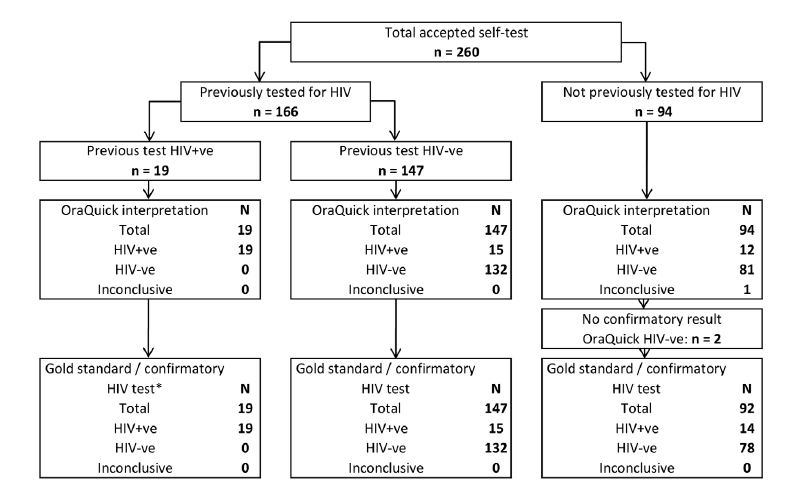 Total accepted self-test
n = 260
Previously tested for HIV
n = 166
Not previously tested for HIV
n = 94
Previous test HIV+ve
n = 19
Previous test HIV-ve
n = 147
OraQuick interpretation N
Total 19
HIV+ve 19
HIV-ve 0
Inconclusive 0
OraQuick interpretation N
Total 147
HIV+ve 15
HIV-ve 132
Inconclusive 0
OraQuick interpretation N
Total 94
HIV+ve 12
HIV-ve 81
Inconclusive 1
No confirmatory result
OraQuick HIV-ve: n = 2
Gold standard / confirmatory
HIV test* N
Total 19
HIV+ve 19
HIV-ve 0
Inconclusive 0
Gold standard / confirmatory
HIV test N
Total 147
HIV+ve 15
HIV-ve 132
Inconclusive 0
Gold standard / confirmatory
HIV test N
Total 92
HIV+ve 14
HIV-ve 78
Inconclusive 0